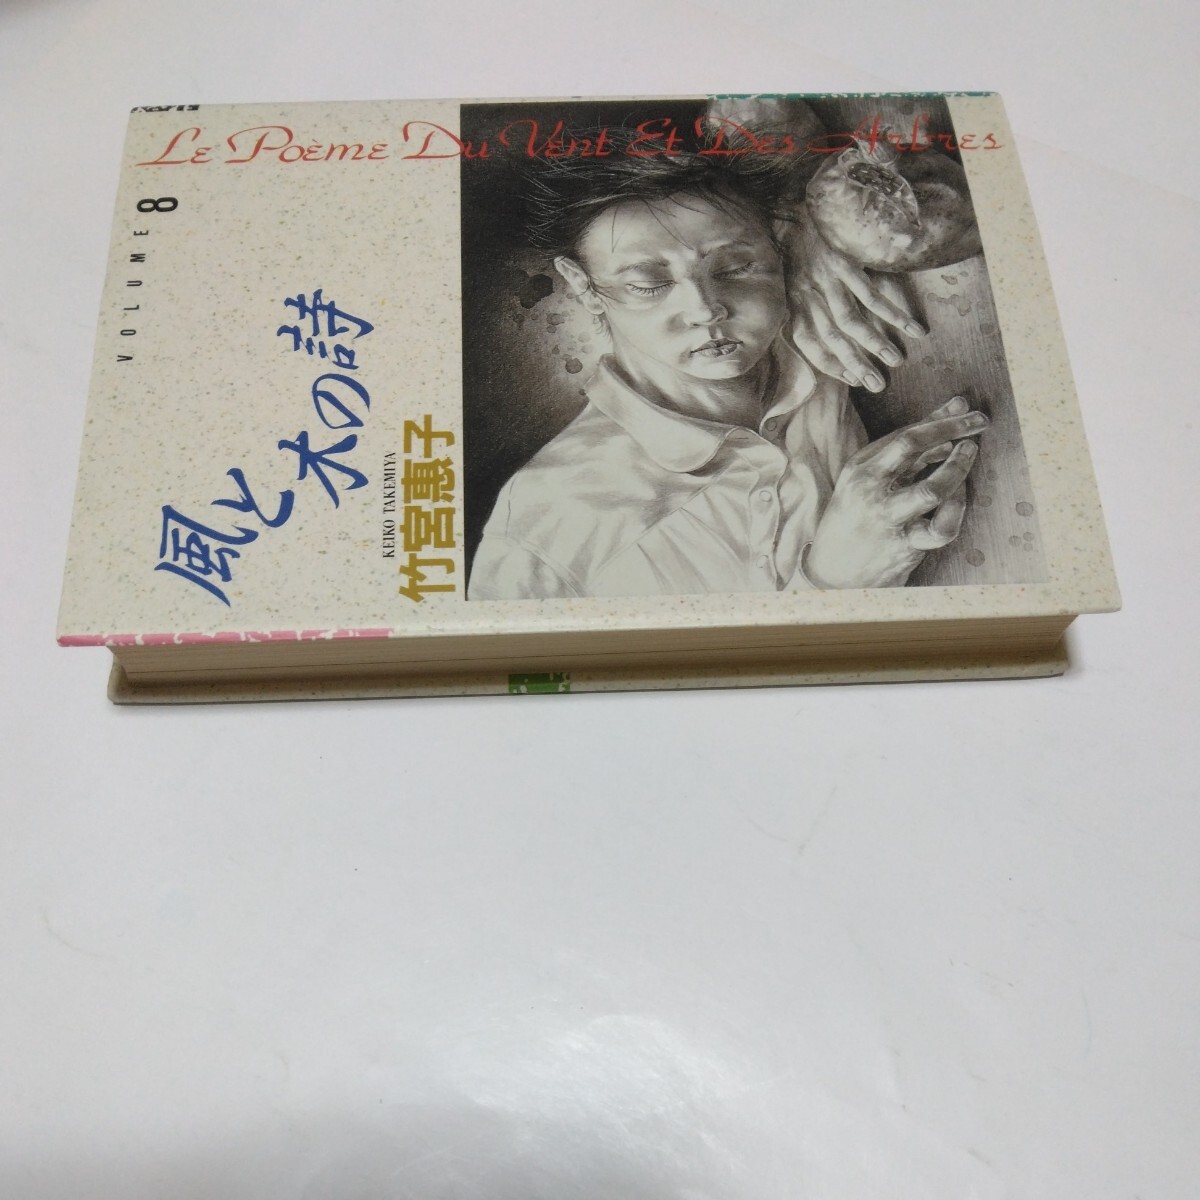 Le Poème Du Vent Et Des Arbres
VOLUME 8
風と木の詩
KEIKO TAKEMIYA
竹宮惠子